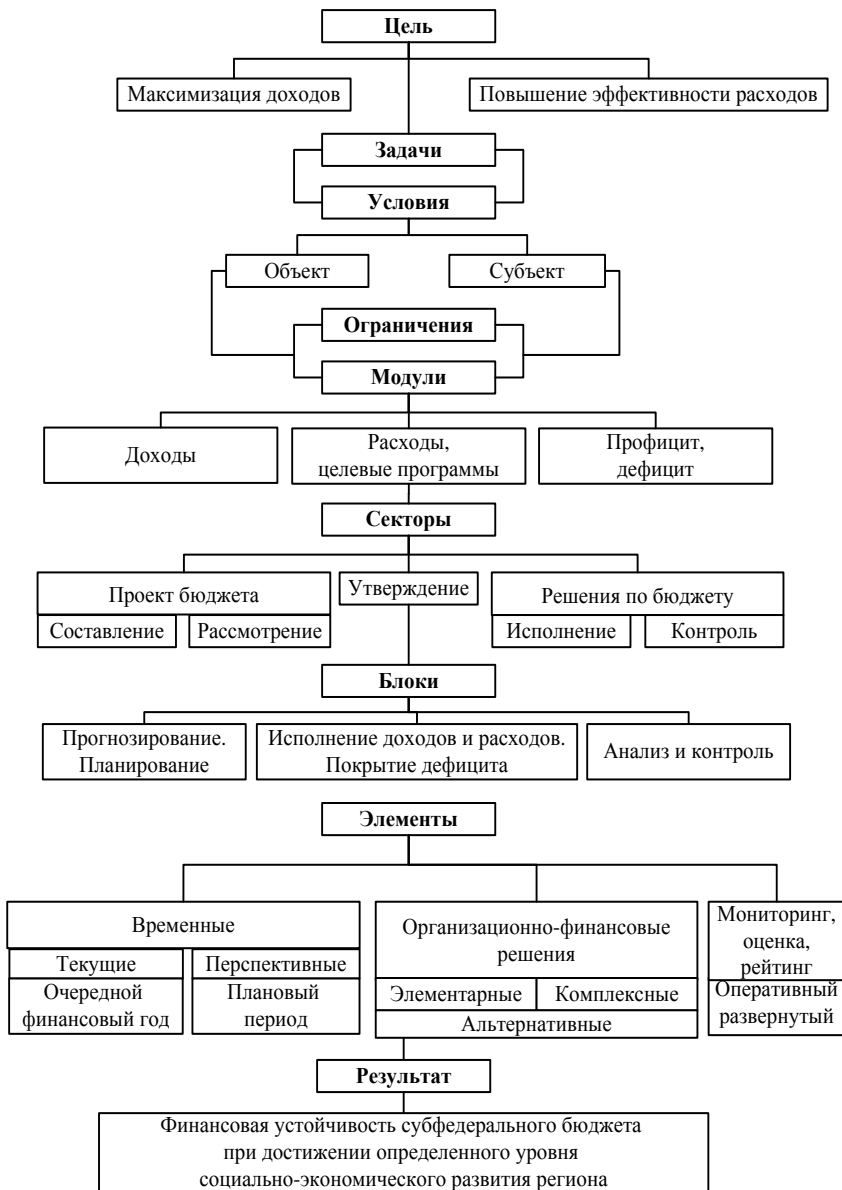 Цель
Максимизация доходов
Повышение эффективности расходов
Задачи
Условия
Объект
Субъект
Ограничения
Модули
Доходы
Расходы,
целевые программы
Профицит,
дефицит
Секторы
Проект бюджета
Составление
Рассмотрение
Утверждение
Решения по бюджету
Исполнение
Контроль
Блоки
Прогнозирование.
Планирование
Исполнение доходов и расходов.
Покрытие дефицита
Анализ и контроль
Элементы
Временные
Текущие
Перспективные
Очередной
финансовый год
Плановый
период
Организационно-финансовые
решения
Элементарные
Комплексные
Альтернативные
Мониторинг,
оценка,
рейтинг
Оперативный
развернутый
Результат
Финансовая устойчивость субфедерального бюджета
при достижении определенного уровня
социально-экономического развития региона